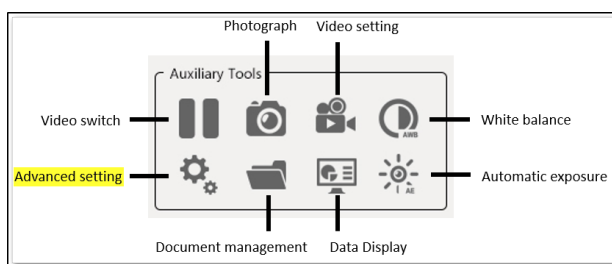 Photograph Video setting
Auxiliary Tools
Video switch
White balance
AWB
Advanced setting
Automatic exposure
AE
Document management Data Display